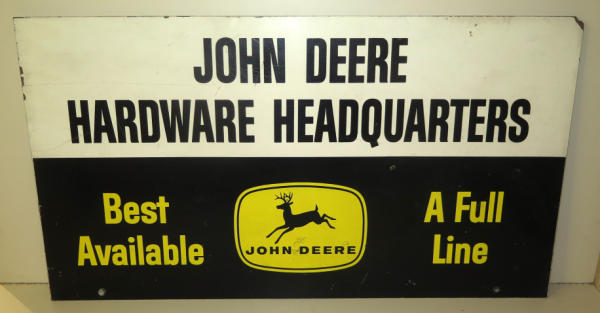 JOHN DEERE
HARDWARE HEADQUARTERS
Best
Available
JOHN DEERE
A Full
Line